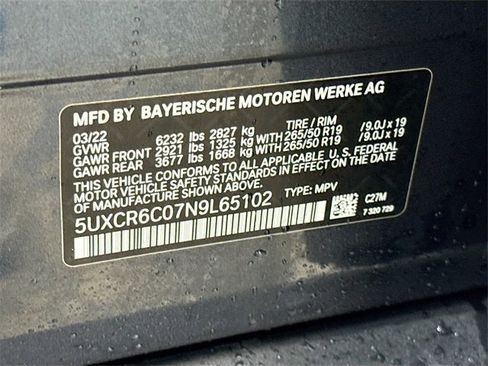 MFD BY BAYERISCHE MOTOREN WERKE AG
03/22 TIRE / RIM
GVWR 6232 lbs 2827 kg
GAWR FRONT 2921 lbs 1325 kg WITH 265/50 R19 /9.0J x 19
GAWR REAR 3677 lbs 1668 kg WITH 265/50 R19 /9.0J x 19
THIS VEHICLE CONFORMS TO ALL APPLICABLE U.S. FEDERAL
MOTOR VEHICLE SAFETY STANDARDS IN EFFECT ON THE DATE
OF MANUFACTURE SHOWN ABOVE.
5UXCR6C07N9L65102 TYPE: MPV
C27M
7 320 729